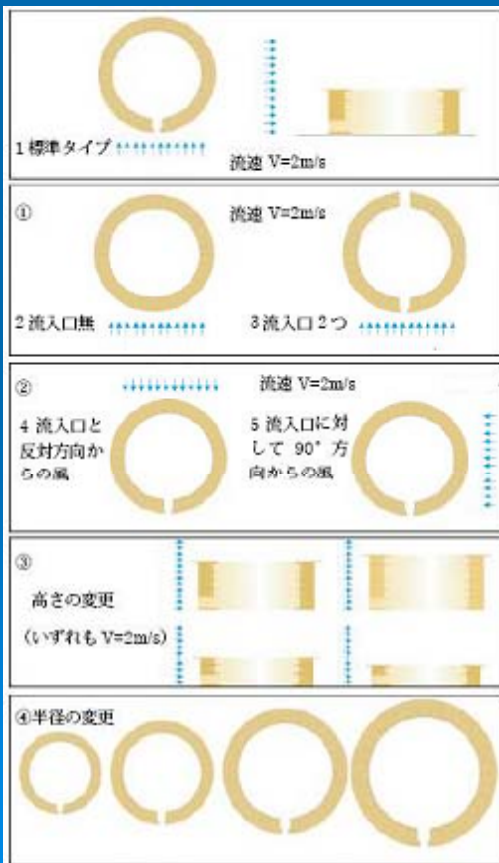 1標準タイプ
流速 V=2m/s
①
流速 V=2m/s
2流入口無
3流入口2つ
②
流速 V=2m/s
4流入口と
反対方向か
らの風
5流入口に対
して 90°方
向からの風
③
高さの変更
(いずれも V=2m/s)
④半径の変更